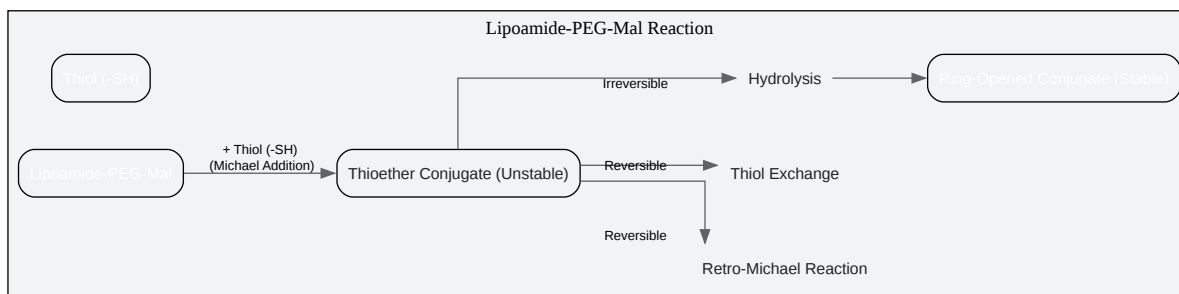 Lipoamide-PEG-Mal Reaction
Thiol (-SH)
Irreversible
Hydrolysis
Ring-Opened Conjugate (Stable)
+ Thiol (-SH)
(Michael Addition)
Lipoamide-PEG-Mal
Thioether Conjugate (Unstable)
Reversible
Thiol Exchange
Reversible
Retro-Michael Reaction